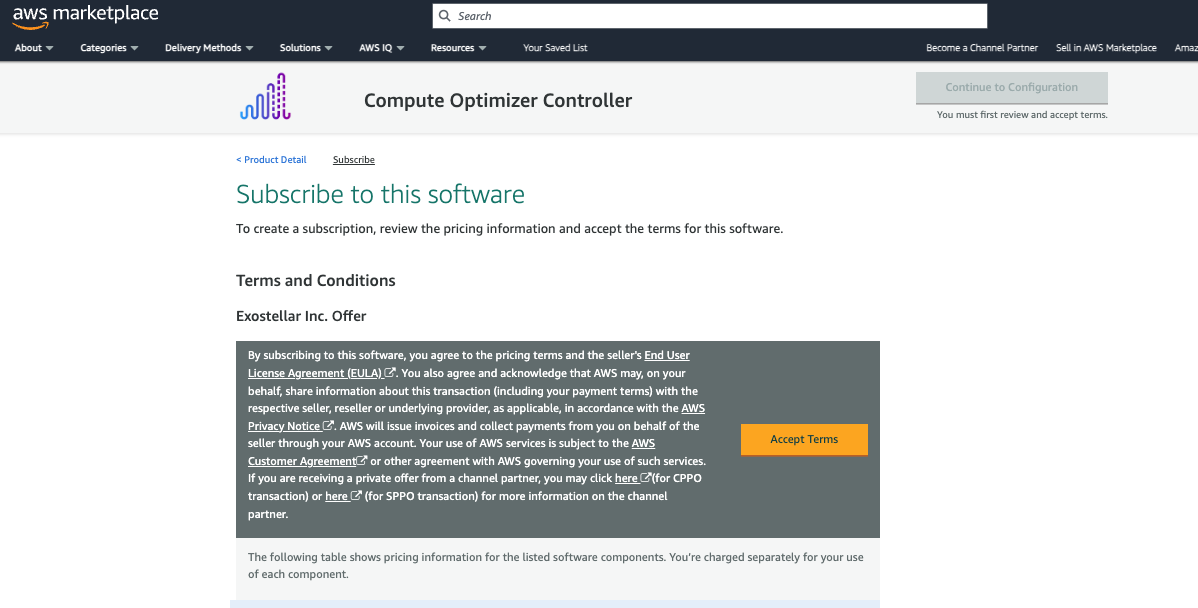 aws marketplace
Search
About Categories Delivery Methods Solutions AWS IQ Resources Your Saved List Become a Channel Partner Sell in AWS Marketplace Amaz
Compute Optimizer Controller
Continue to Configuration
You must first review and accept terms.
< Product Detail Subscribe
Subscribe to this software
To create a subscription, review the pricing information and accept the terms for this software.
Terms and Conditions
Exostellar Inc. Offer
By subscribing to this software, you agree to the pricing terms and the seller's End User
License Agreement (EULA) . You also agree and acknowledge that AWS may, on your
behalf, share information about this transaction (including your payment terms) with the
respective seller, reseller or underlying provider, as applicable, in accordance with the AWS
Privacy Notice . AWS will issue invoices and collect payments from you on behalf of the
seller through your AWS account. Your use of AWS services is subject to the AWS
Customer Agreement or other agreement with AWS governing your use of such services.
If you are receiving a private offer from a channel partner, you may click here (for CPPO
transaction) or here (for SPPO transaction) for more information on the channel
partner.
Accept Terms
The following table shows pricing information for the listed software components. You're charged separately for your use
of each component.